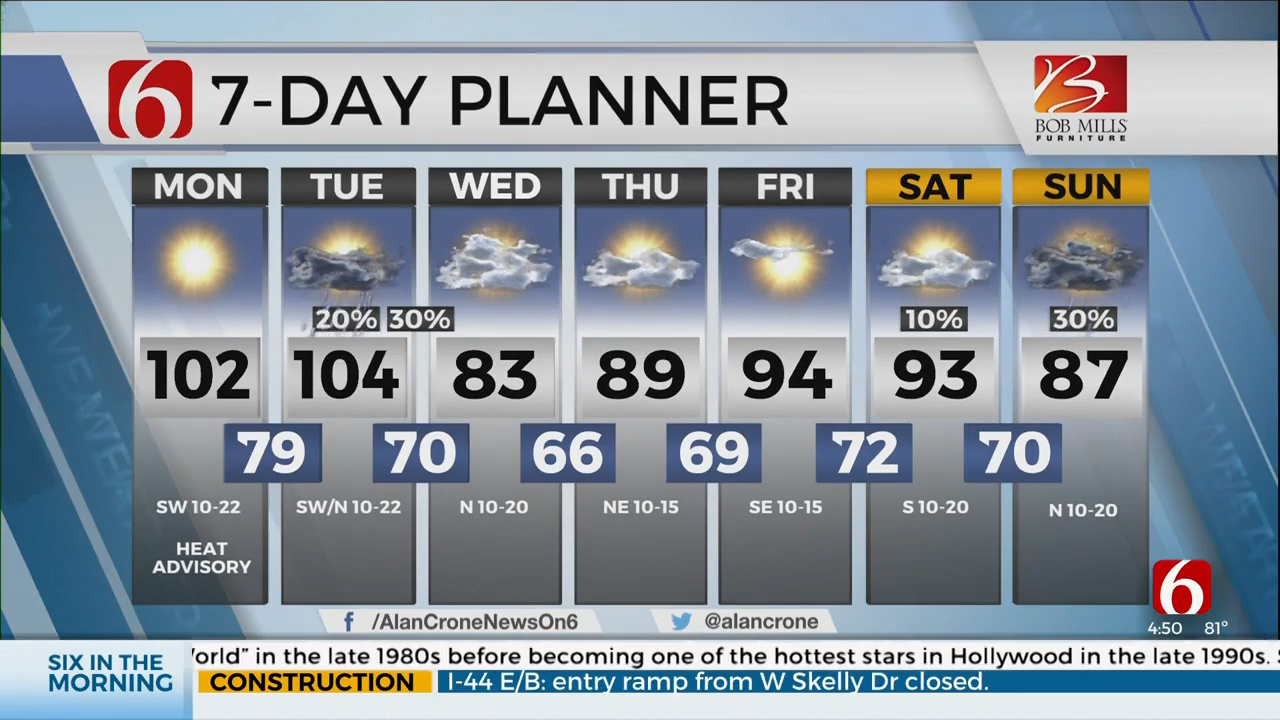 6 7-DAY PLANNER
B
BOB MILLS
FURNITURE
MON TUE WED THU FRI SAT SUN
20% 30% 10% 30%
102 104 83 89 94 93 87
79 70 66 69 72 70
SW 10-22 SW/N 10-22 N 10-20 NE 10-15 SE 10-15 S 10-20 N 10-20
HEAT
ADVISORY
6
f /AlanCroneNewsOn6 @alancrone
4:50 81°
SIX IN THE
MORNING
orld" in the late 1980s before becoming one of the hottest stars in Hollywood in the late 1990s.
CONSTRUCTION I-44 E/B: entry ramp from W Skelly Dr closed.